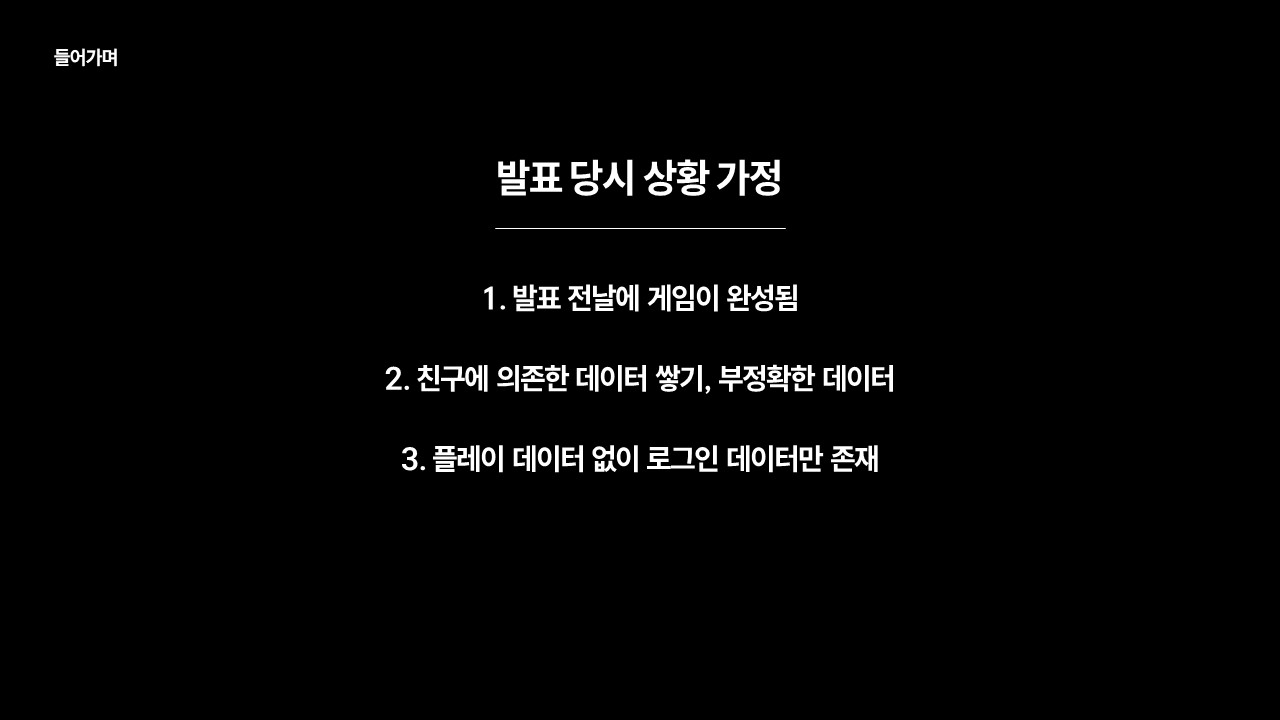 들어가며
발표 당시 상황 가정
1. 발표 전날에 게임이 완성됨
2. 친구에 의존한 데이터 쌓기, 부정확한 데이터
3. 플레이 데이터 없이 로그인 데이터만 존재